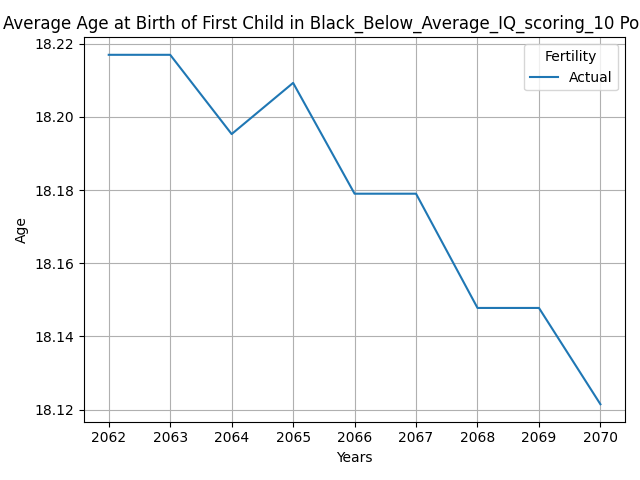 Average Age at Birth of First Child in Black_Below_Average_IQ_scoring_10 Po
Fertility
Actual
18.22
18.20
18.18
18.16
18.14
18.12
Age
2062 2063 2064 2065 2066 2067 2068 2069 2070
Years